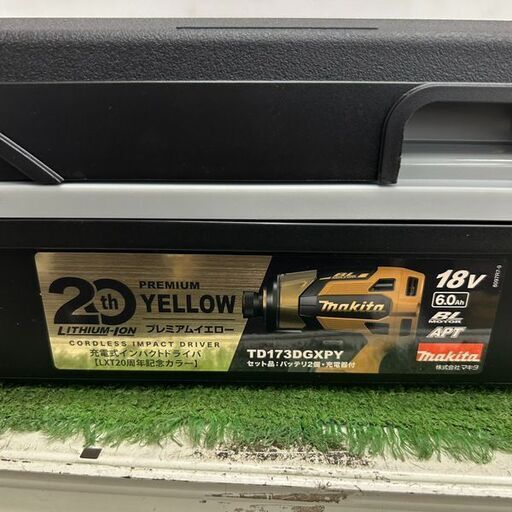 20th
LITHIUM-ION
PREMIUM
YELLOW
プレミアムイエロー
CORDLESS IMPACT DRIVER
充電式インパクトドライバ
【LXT20周年記念カラー】
BL
makita
TD173DGXPY
セット品：バッテリ2個・充電器付
18V
6.0Ah
BL
MOTOR
APT
makita
株式会社マキタ